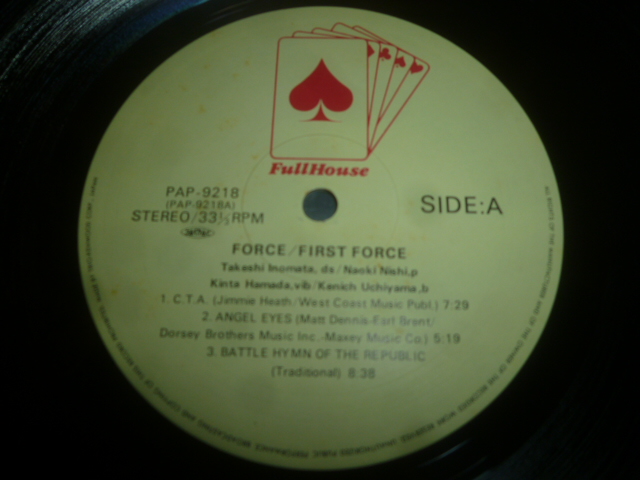 FullHouse
PAP-9218
(PAP-9218A)
STEREO/33⅓RPM
SIDE:A
FORCE/FIRST FORCE
Takeshi Inomata, ds/Naoki Nishi,p
Kinta Hamada,vib/Kenich Uchiyama,b
1. C.T.A. (Jimmie Heath/West Coast Music Publ.) 7:29
2. ANGEL EYES (Matt Dennis-Earl Brent/
Dorsey Brothers Music Inc./Maxey Music Co.) 5:19
3. BATTLE HYMN OF THE REPUBLIC
(Traditional) 8:38